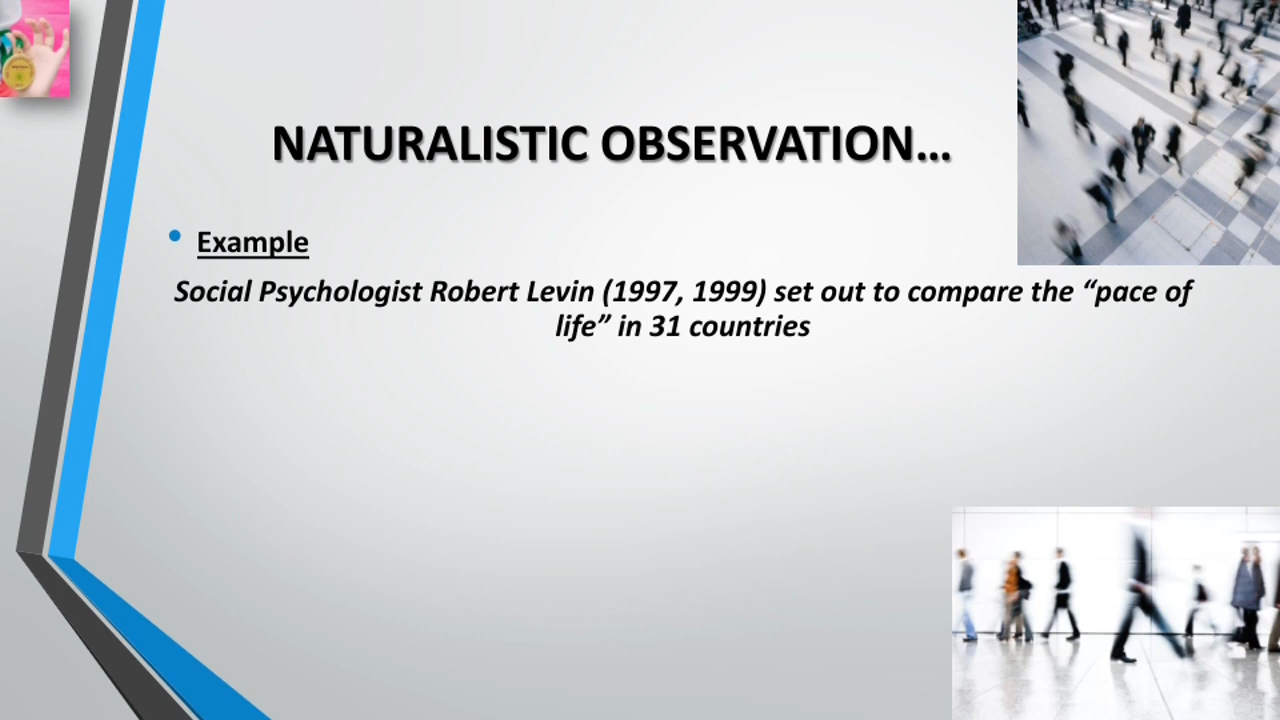 NATURALISTIC OBSERVATION…
• Example
Social Psychologist Robert Levin (1997, 1999) set out to compare the “pace of
life” in 31 countries